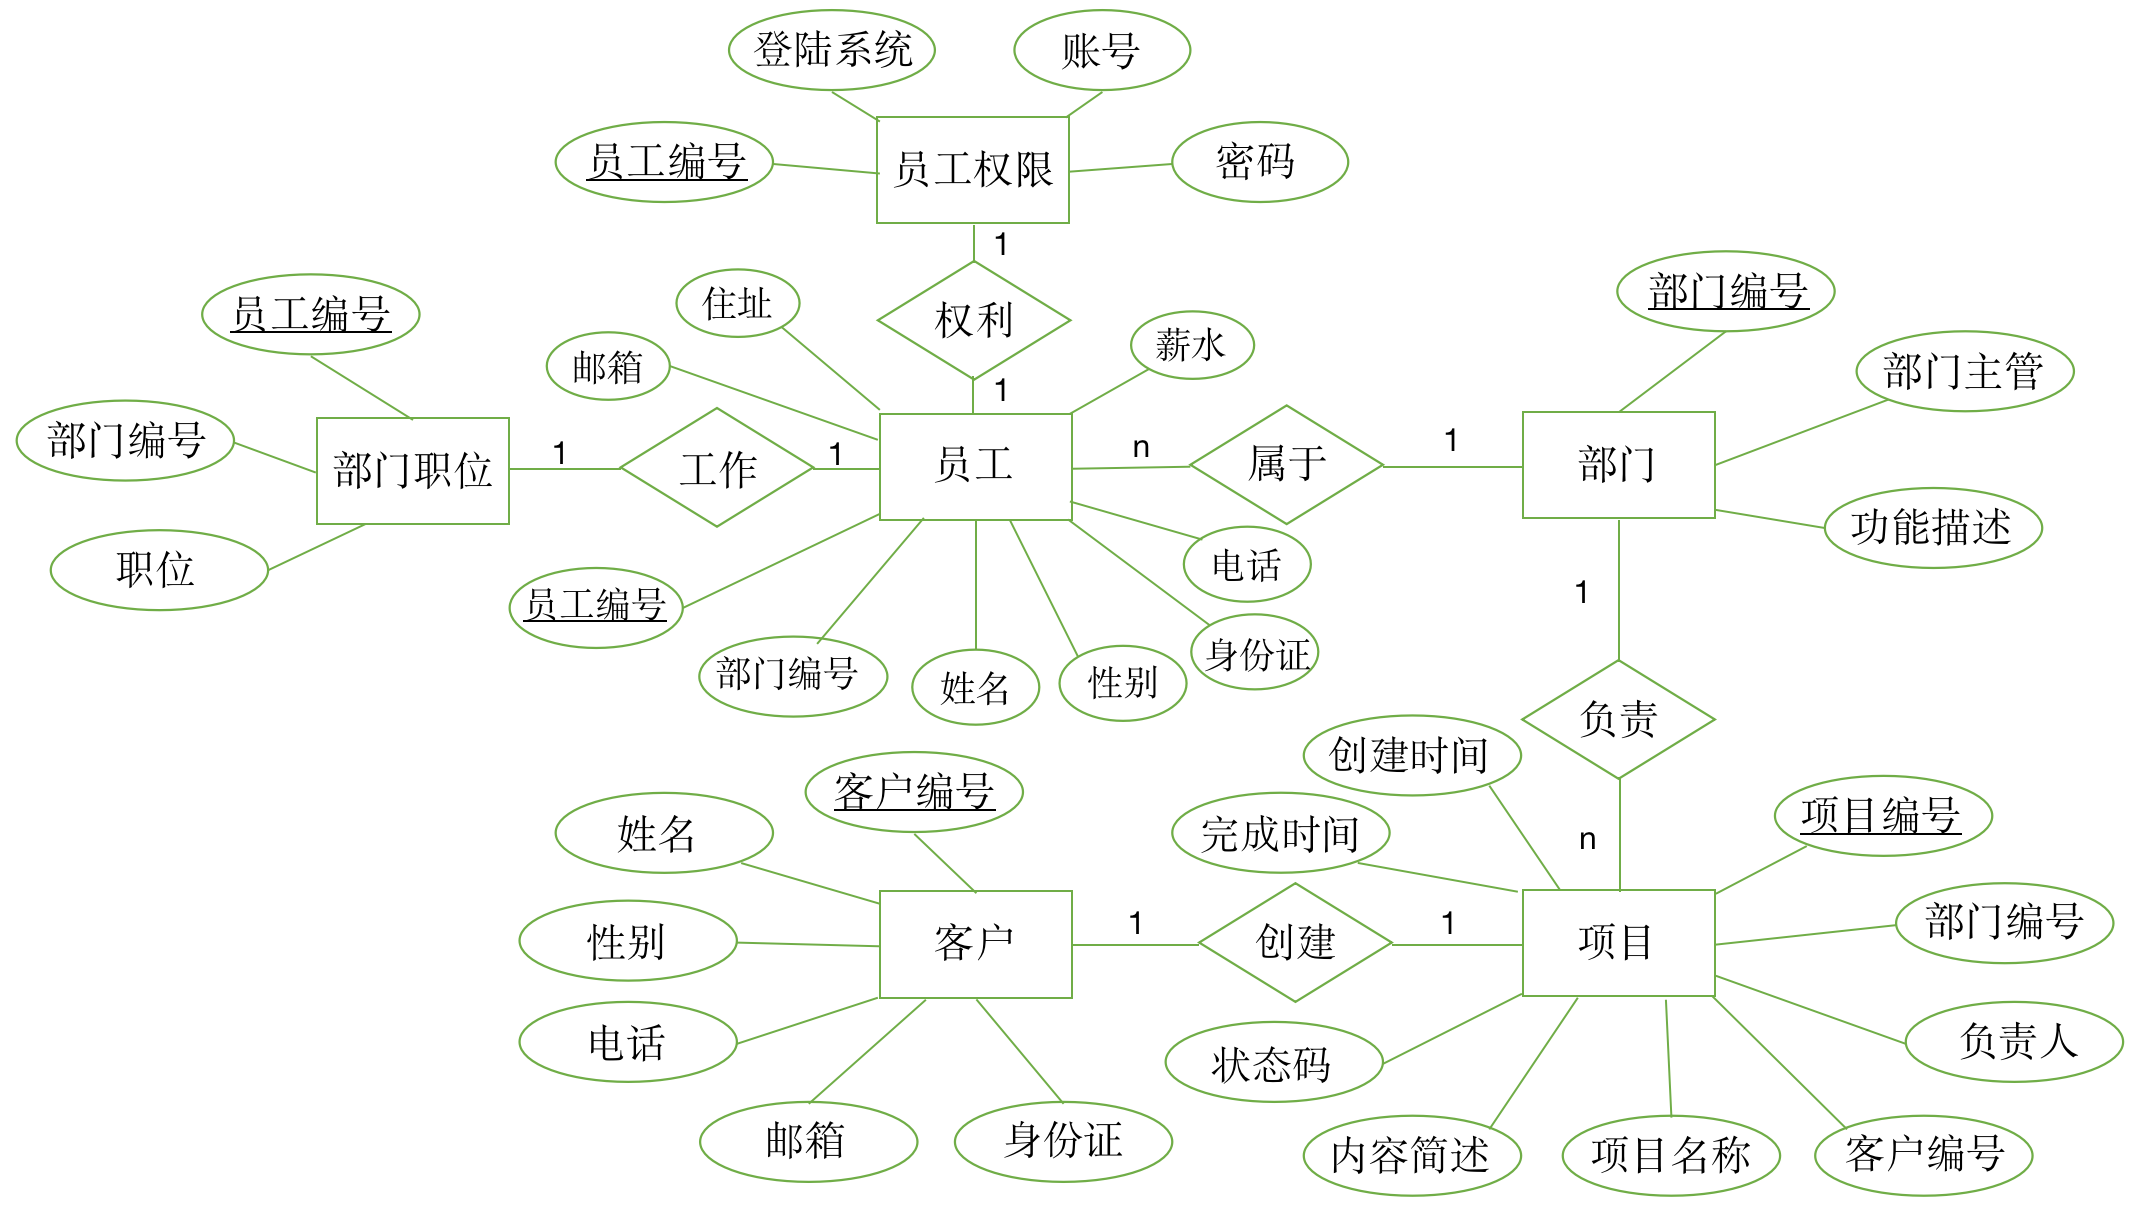 登陆系统
账号
员工编号
员工权限
密码
1
权利
1
员工编号
部门编号
部门职位
职位
1
工作
1
住址
邮箱
员工
薪水
n
属于
1
部门
部门编号
部门主管
功能描述
员工编号
部门编号
姓名
性别
身份证
电话
1
负责
n
客户编号
姓名
性别
电话
邮箱
身份证
客户
1
创建
1
项目
创建时间
完成时间
项目编号
部门编号
负责人
状态码
内容简述
项目名称
客户编号